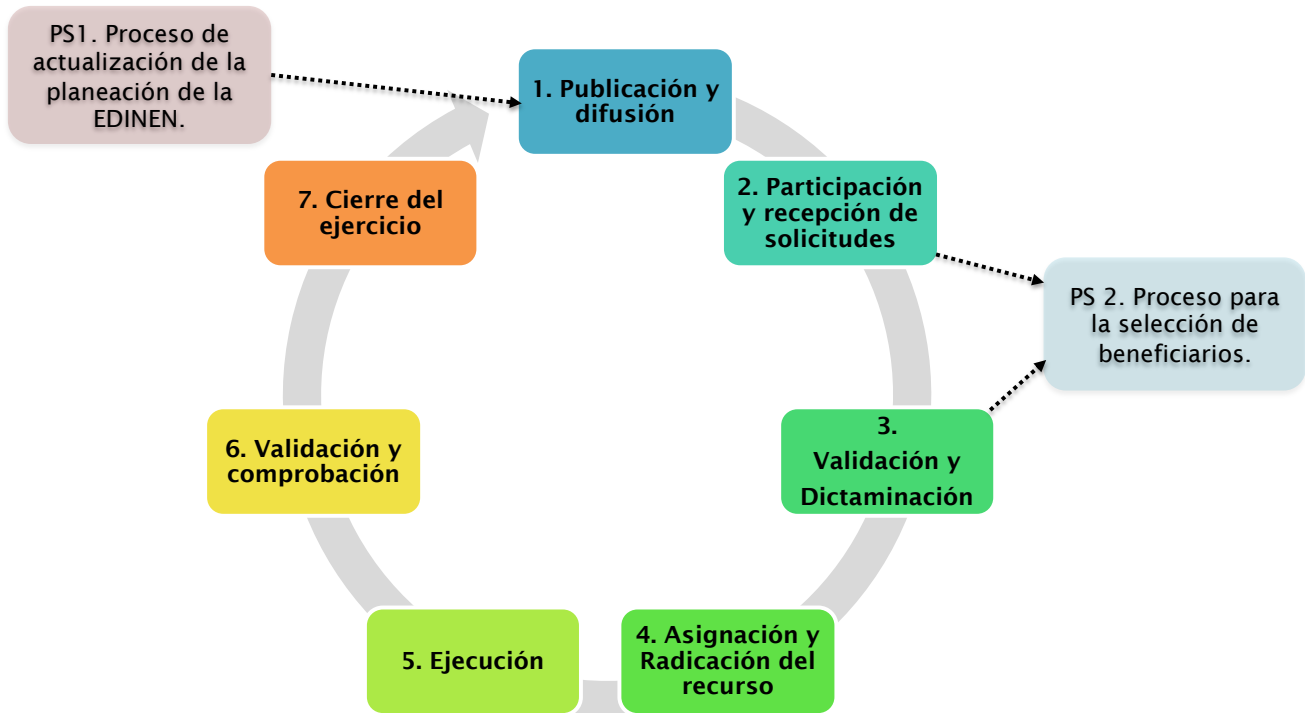 PS1. Proceso de
actualización de la
planeación de la
EDINEN.
1. Publicación y
difusión
2. Participación
y recepción de
solicitudes
PS 2. Proceso para
la selección de
beneficiarios.
3.
Validación y
Dictaminación
4. Asignación y
Radicación del
recurso
5. Ejecución
6. Validación y
comprobación
7. Cierre del
ejercicio